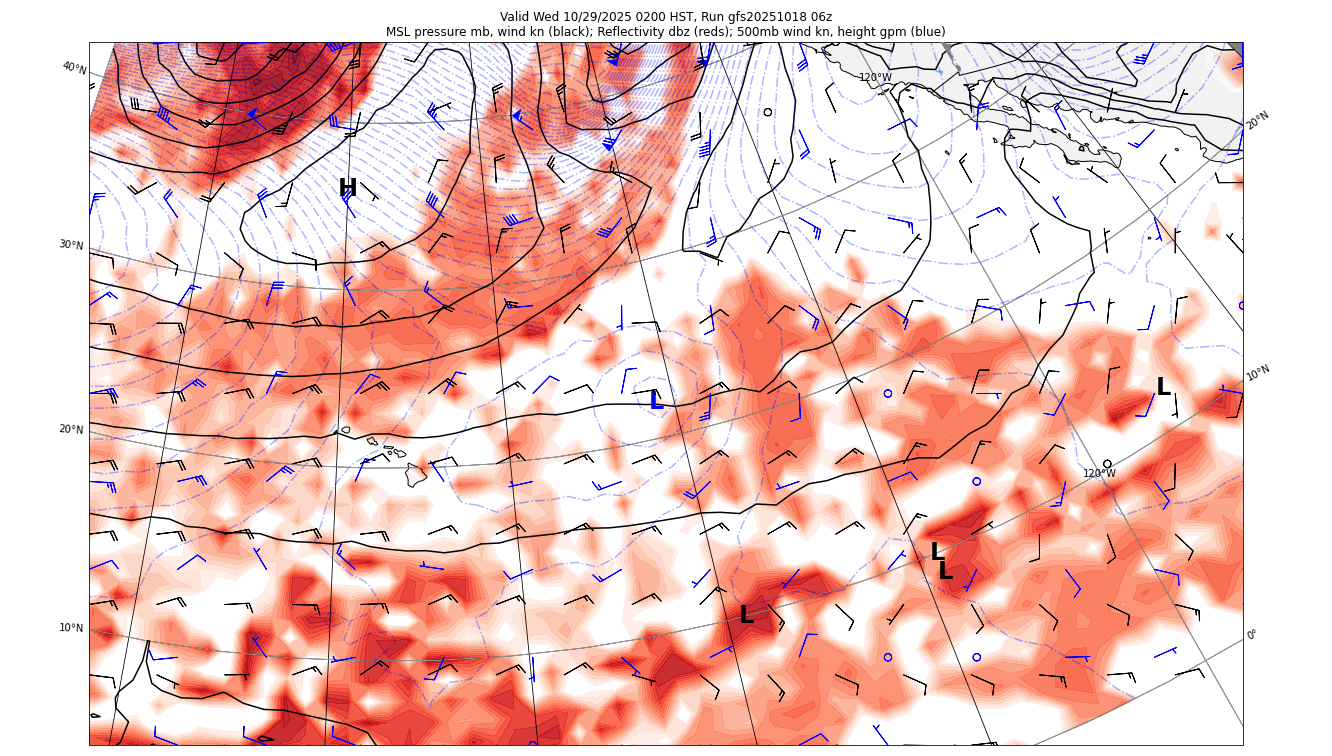 Valid Wed 10/29/2025 0200 HST, Run gfs20251018 06z
MSL pressure mb, wind kn (black); Reflectivity dbz (reds); 500mb wind kn, height gpm (blue)
40°N
120°W
20°N
H
30°N
10°N
L
L
20°N
120°W
L
L
L
10°N
0°